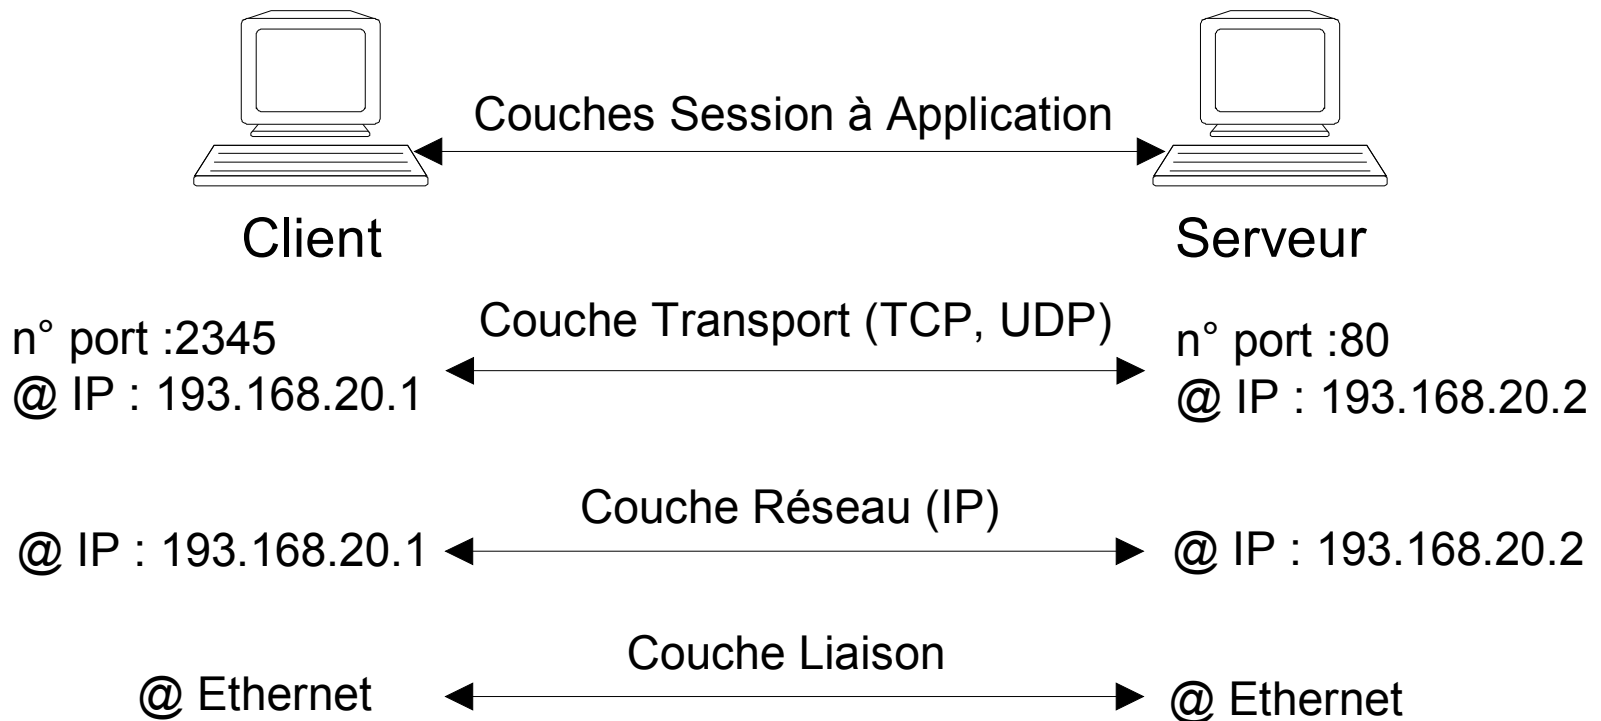 Couches Session à Application
Client
Serveur
Couche Transport (TCP, UDP)
n° port :2345
@ IP : 193.168.20.1
n° port :80
@ IP : 193.168.20.2
Couche Réseau (IP)
@ IP : 193.168.20.1
@ IP : 193.168.20.2
Couche Liaison
@ Ethernet
@ Ethernet